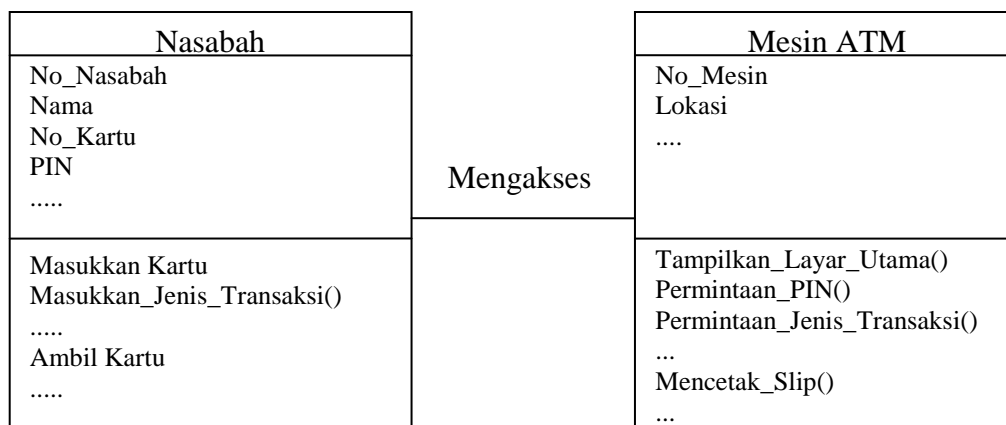 Nasabah
No_Nasabah
Nama
No_Kartu
PIN
.....
Masukkan Kartu
Masukkan_Jenis_Transaksi()
.....
Ambil Kartu
.....
Mengakses
Mesin ATM
No_Mesin
Lokasi
....
Tampilkan_Layar_Utama()
Permintaan_PIN()
Permintaan_Jenis_Transaksi()
...
Mencetak_Slip()
...